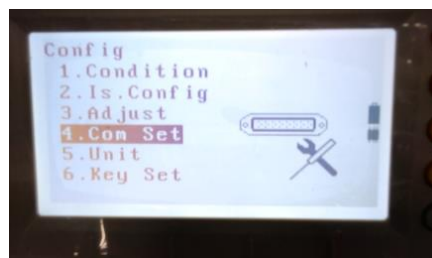 Config
1.Condition
2.Is.Config
3.Adjust
4.Com Set
5.Unit
6.Key Set